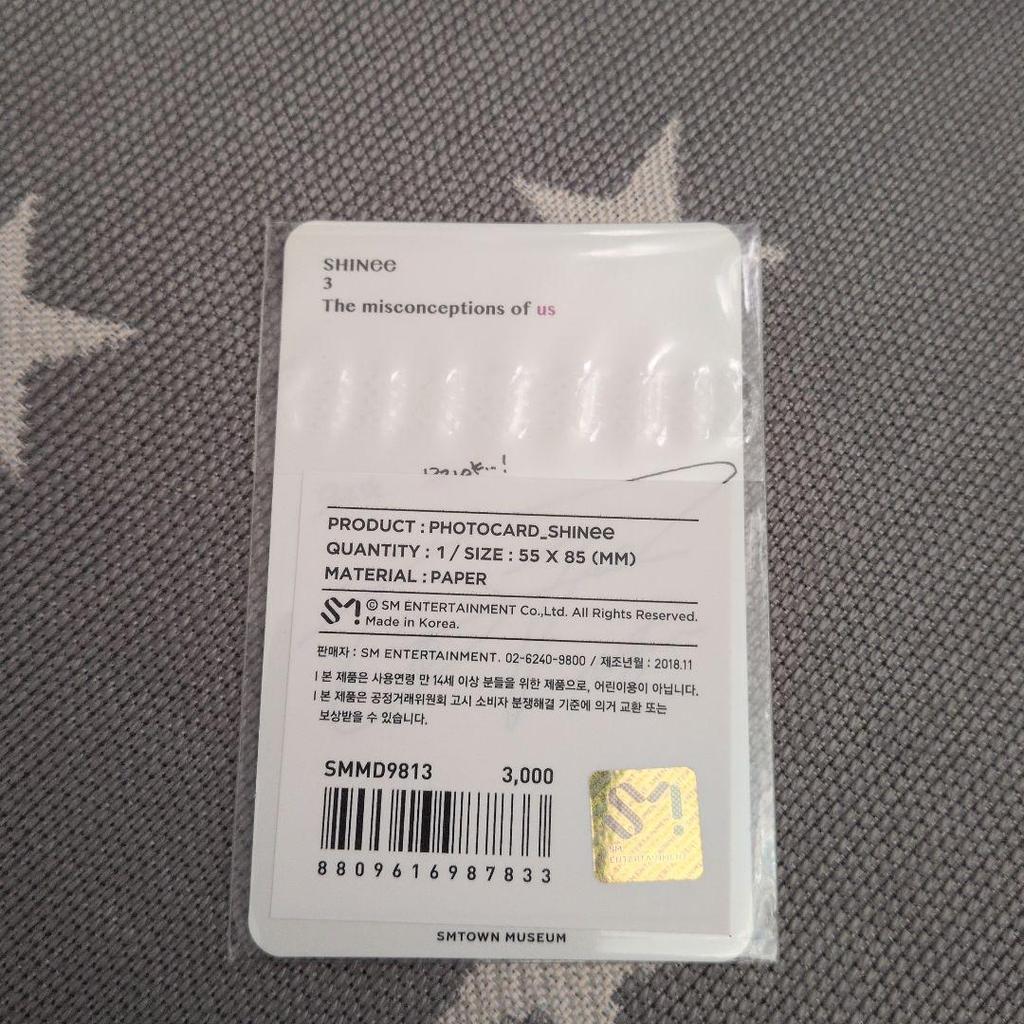 SHINee
3
The misconceptions of us
PRODUCT : PHOTOCARD_SHINee
QUANTITY : 1 / SIZE : 55 X 85 (MM)
MATERIAL : PAPER
SM! © SM ENTERTAINMENT Co.,Ltd. All Rights Reserved.
Made in Korea.
판매자 : SM ENTERTAINMENT. 02-6240-9800 / 제조년월 : 2018.11
I 본 제품은 사용연령 만 14세 이상 분들을 위한 제품으로, 어린이용이 아닙니다.
I 본 제품은 공정거래위원회 고시 소비자 분쟁해결 기준에 의거 교환 또는
보상받을 수 있습니다.
SMMD9813 3,000
8809616987833
SM!
SM
ENTERTAINMENT
SMTOWN MUSEUM